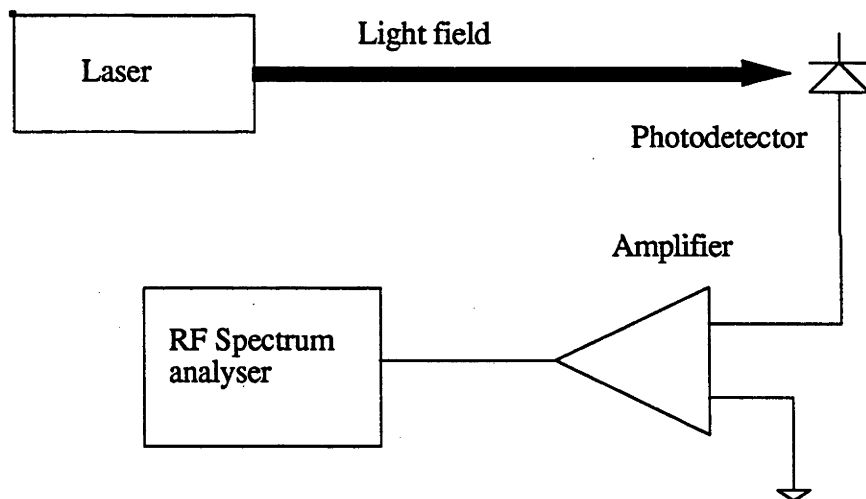 Light field
Laser
Photodetector
Amplifier
RF Spectrum
analyser